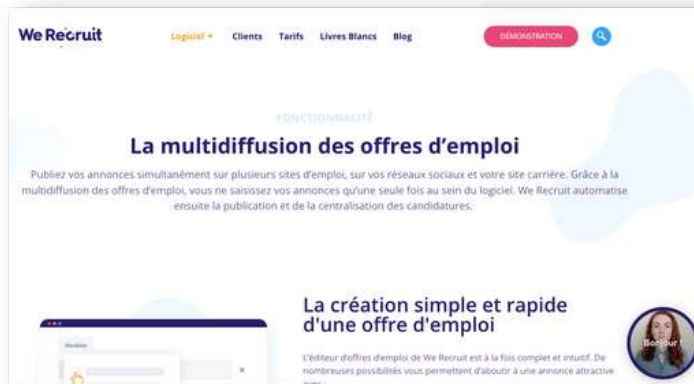 We Recruit
Logiciel Clients Tarifs Livres Blancs Blog
DÉMONSTRATION
FONCTIONNALITÉ
La multidiffusion des offres d'emploi
Publiez vos annonces simultanément sur plusieurs sites d'emploi, sur vos réseaux sociaux et votre site carrière. Grâce à la
multidiffusion des offres d'emploi, vous ne saisissez vos annonces qu'une seule fois au sein du logiciel. We Recruit automatise
ensuite la publication et de la centralisation des candidatures.
La création simple et rapide
d'une offre d'emploi
L'éditeur d'offres d'emploi de We Recruit est à la fois complet et intuitif. De
nombreuses possibilités vous permettent d'aboutir à une annonce attractive
Bonjour !